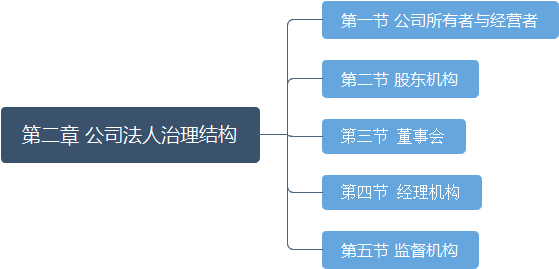 第一节 公司所有者与经营者
第二节 股东机构
第二章 公司法人治理结构
第三节 董事会
第四节 经理机构
第五节 监督机构